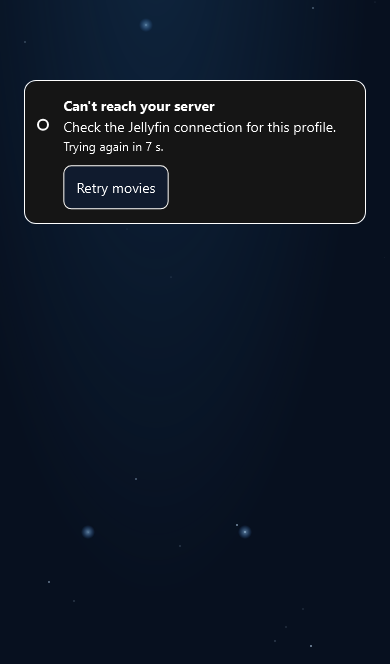 Can't reach your server
Check the Jellyfin connection for this profile.
Trying again in 7 s.
Retry movies